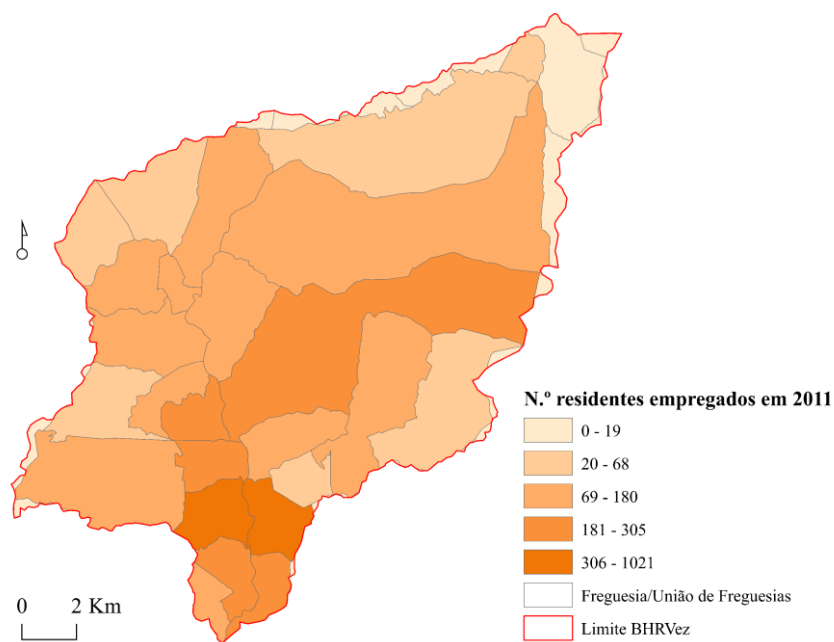 N.º residentes empregados em 2011
0 - 19
20 - 68
69 - 180
181 - 305
306 - 1021
Freguesia/União de Freguesias
Limite BHRVez
0 2 Km